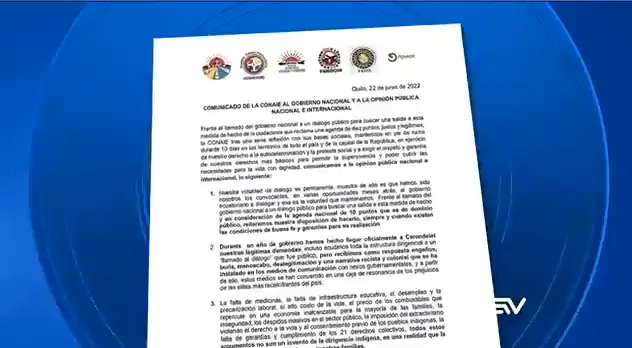 Quito, 22 de junio de 2022
COMUNICADO DE LA CONAIE AL GOBIERNO NACIONAL Y A LA OPINIÓN PÚBLICA
NACIONAL E INTERNACIONAL
Frente al llamado del gobierno nacional a un diálogo público para buscar una salida a esta
medida de hecho de la ciudadanía que reclama una agenda de diez puntos, justos y legítimos,
la CONAIE tras una seria reflexión con sus bases sociales, mantenidos en pie de lucha
durante 10 días en los territorios de todo el país y de la capital de la República, en ejercicio
de nuestro derecho a la autodeterminación y la protesta social y a exigir el respeto y garantía
de nuestros derechos más básicos para permitir la supervivencia y poder cubrir las
necesidades para la vida con dignidad, comunicamos a la opinión pública nacional e
internacional, lo siguiente:
1. Nuestra voluntad de diálogo es permanente, muestra de ello es que hemos sido
nosotros, los convocantes, en varias oportunidades meses atrás, al gobierno
ecuatoriano a dialogar y esa es la voluntad que mantenemos. Frente al llamado del
gobierno nacional a un diálogo público para buscar una salida a esta medida de hecho
y en consideración de la agenda nacional de 10 puntos que es de dominio
público, reiteramos nuestra disposición de hacerlo, siempre y cuando existan
las condiciones de buena fe y garantías para su realización
2. Durante un año de gobierno hemos hecho llegar oficialmente a Carondelet
nuestras legítimas demandas, incluso acudimos toda la estructura dirigencial a un
"llamado al diálogo" que fue público, pero recibimos como respuesta engaños,
burla, menoscabo, deslegitimación y una narrativa racista y colonial que se ha
instalado en los medios de comunicación con nexos gubernamentales, y a partir
de ello, estos medios se han convertido en una caja de resonancia de los prejuicios
de las élites más recalcitrantes del país.
3. La falta de medicinas, la falta de infraestructura educativa, el desempleo y la
precarización laboral, el alto costo de la vida, el precio de los combustibles que
repercute en una economía inalcanzable para la mayoría de las familias, la
inseguridad, los despidos masivos en el sector público, la imposición del extractivismo
violando el derecho a la vida y al consentimiento previo de los pueblos indígenas, la
falta de garantías y cumplimiento de los 21 derechos colectivos, todos estos
argumentos no son un invento de la dirigencia indígena, es una realidad que la
familias.